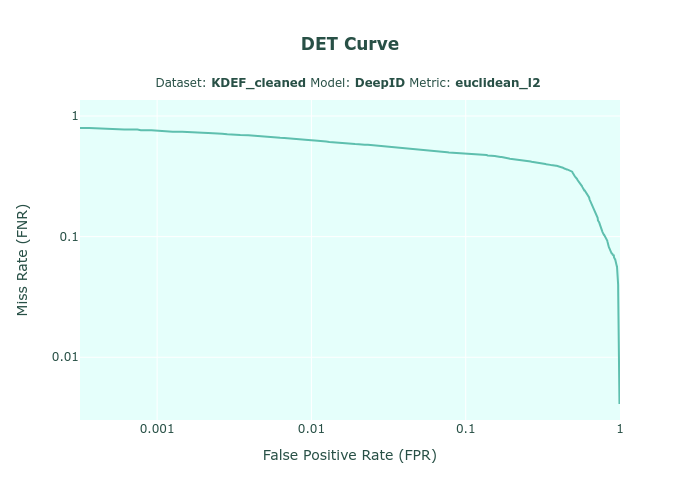 DET Curve
Dataset: KDEF_cleaned Model: DeepID Metric: euclidean_l2
1
0.1
0.01
Miss Rate (FNR)
0.001
0.01
0.1
1
False Positive Rate (FPR)